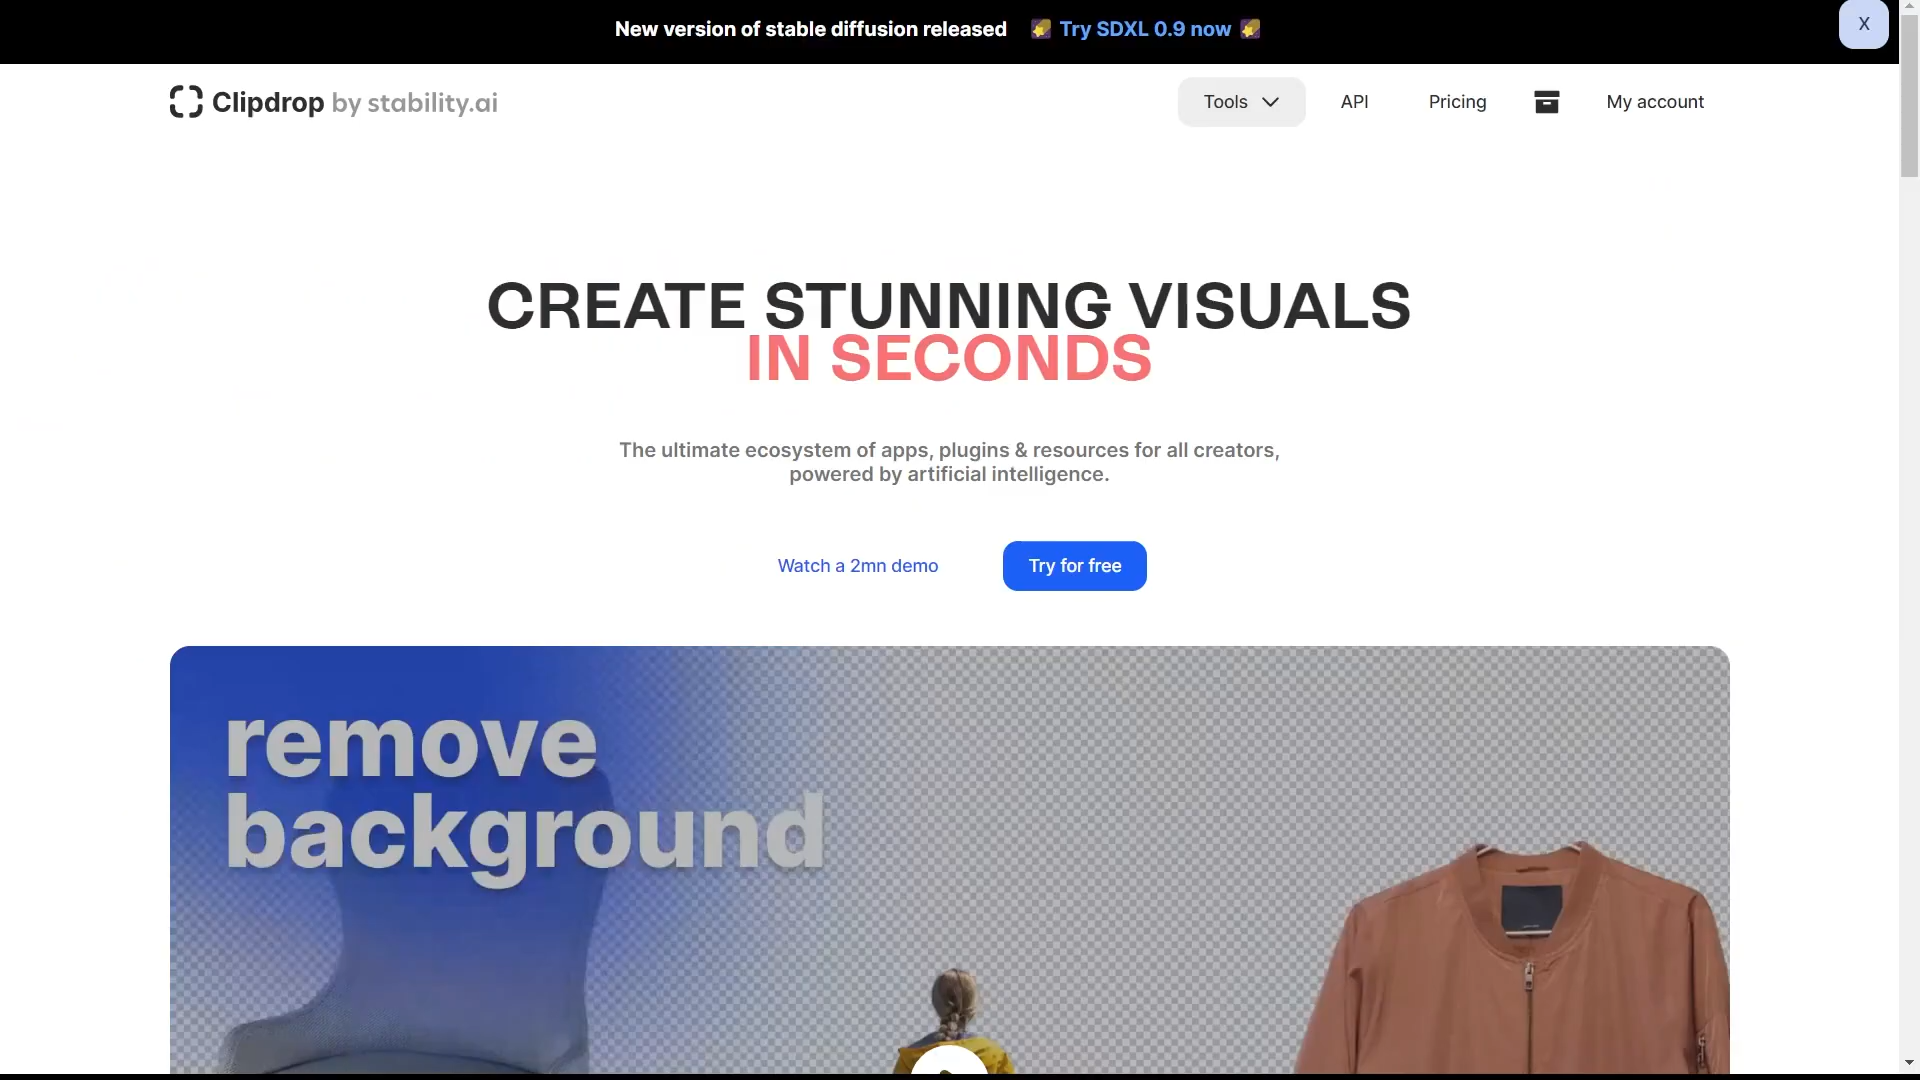 New version of stable diffusion released Try SDXL 0.9 now
X
Clipdrop by stability.ai
Tools
API
Pricing
My account
CREATE STUNNING VISUALS
IN SECONDS
The ultimate ecosystem of apps, plugins & resources for all creators,
powered by artificial intelligence.
Watch a 2mn demo
Try for free
remove
background